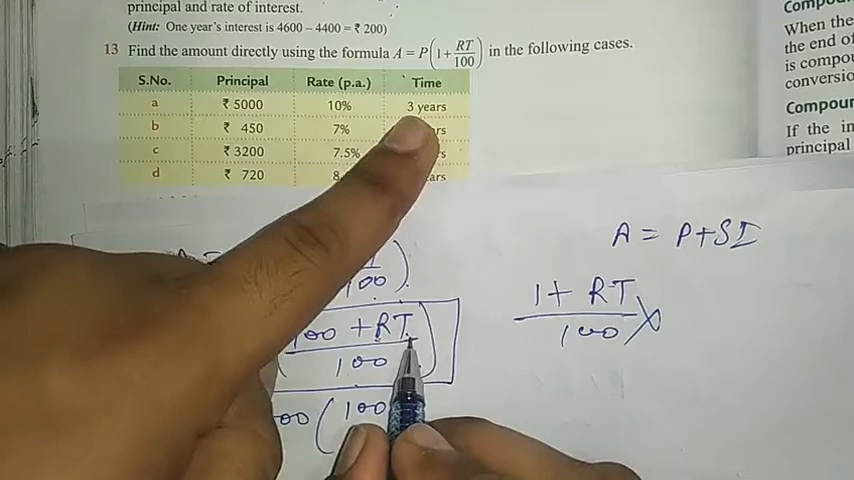 principal and rate of interest.
(Hint: One year's interest is 4600 – 4400 = ₹ 200)
13 Find the amount directly using the formula A = P(1 + RT/100) in the following cases.
S.No. Principal Rate (p.a.) Time
a ₹ 5000 10% 3 years
b ₹ 450 7%
c ₹ 3200 7.5%
d ₹ 720
When the
the end of
is compou
conversio
Compoun
If the in
principal
A = P+SI
100 + RT
100
1 + RT
100
(100